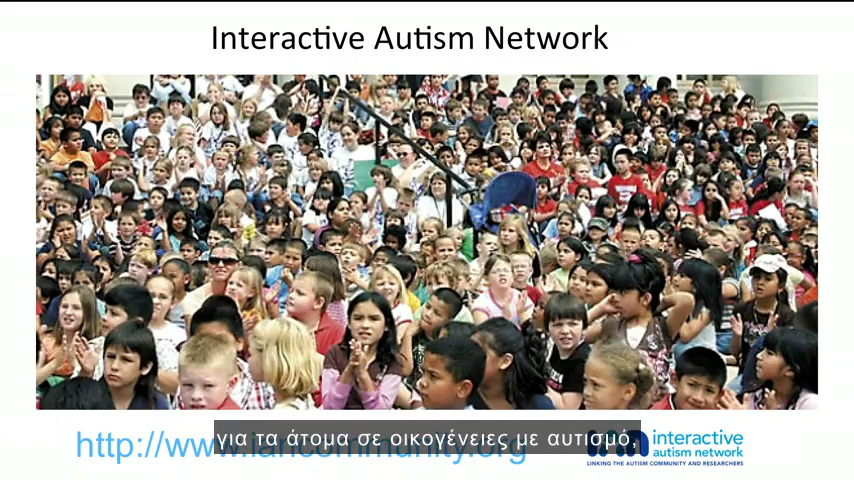 Interactive Autism Network
http://www.iancommunity.org
για τα άτομα σε οικογένειες με αυτισμό,
interactive
autism network
LINKING THE AUTISM COMMUNITY AND RESEARCHERS